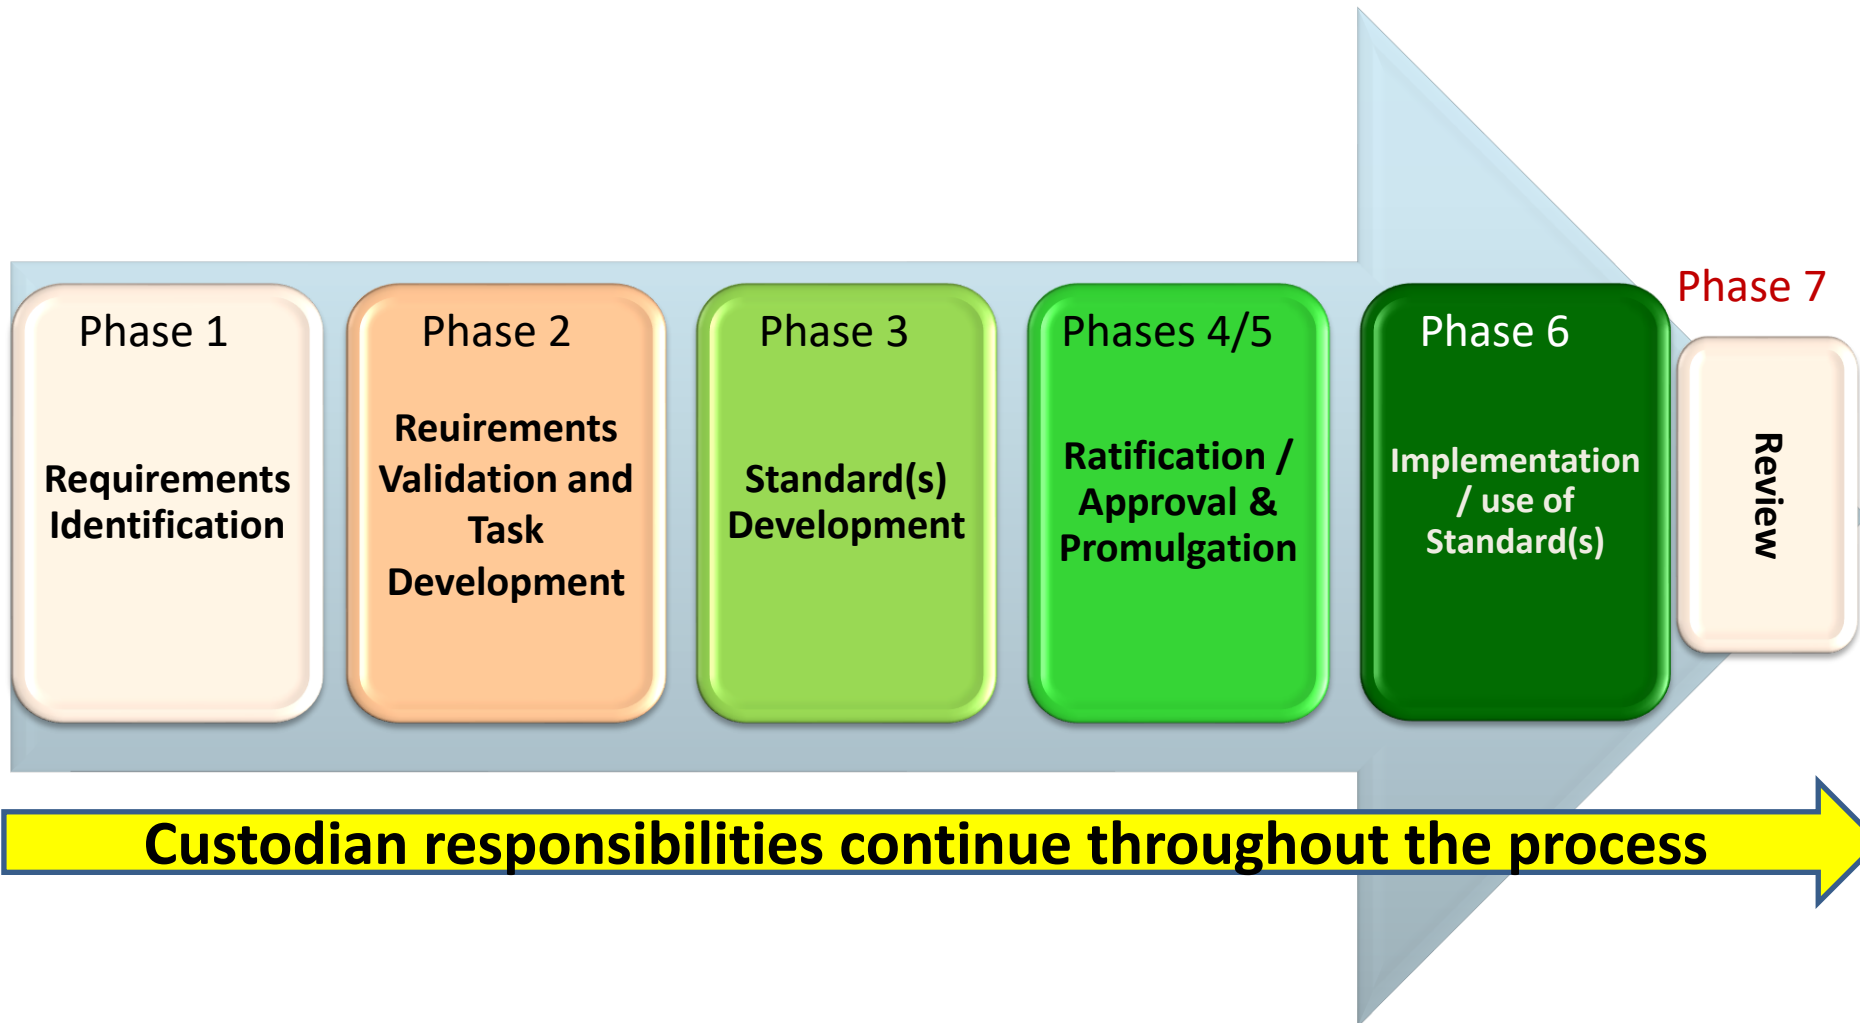 Phase 1
Requirements
Identification
Phase 2
Reuirements
Validation and
Task
Development
Phase 3
Standard(s)
Development
Phases 4/5
Ratification /
Approval &
Promulgation
Phase 6
Implementation
/ use of
Standard(s)
Phase 7
Review
Custodian responsibilities continue throughout the process